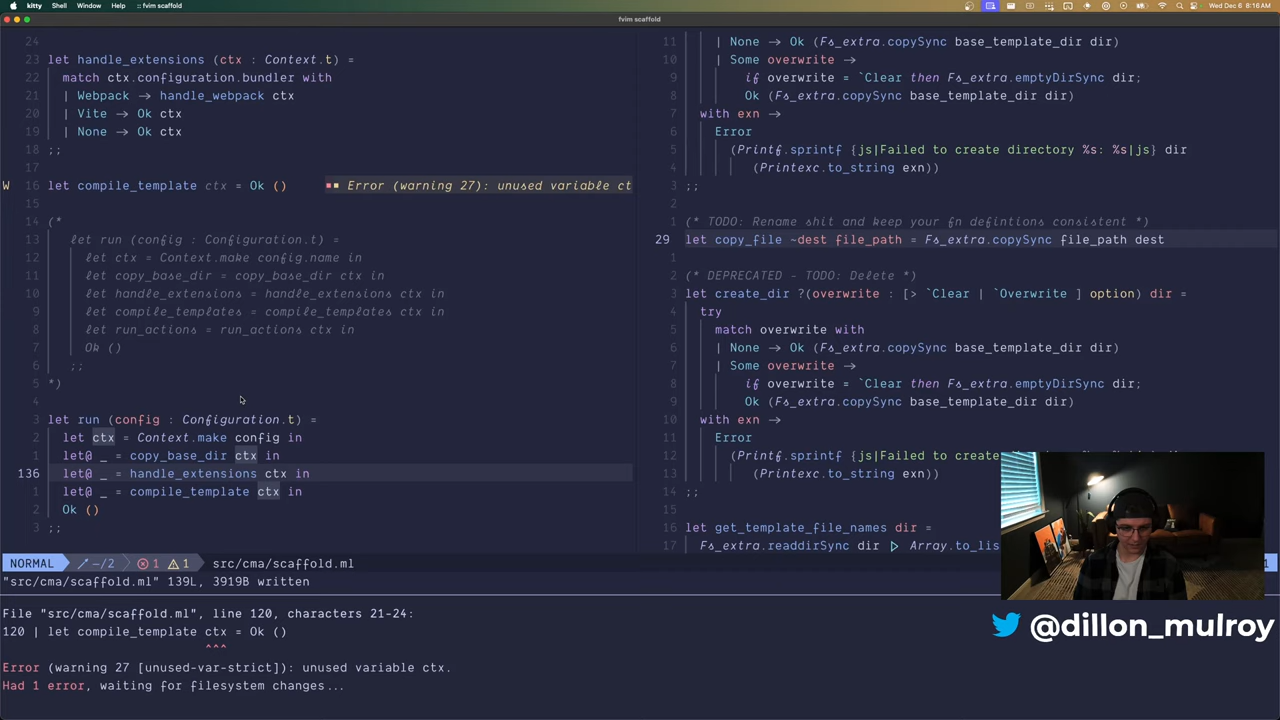 kitty Shell Window Help :: fvim scaffold
Wed Dec 6 8:16 AM
fvim scaffold
24
23 let handle_extensions (ctx : Context.t) =
22 match ctx.configuration.bundler with
21 | Webpack -> handle_webpack ctx
20 | Vite -> Ok ctx
19 | None -> Ok ctx
18 ;;
17
W 16 let compile_template ctx = Ok () Error (warning 27): unused variable ct
15
14 (*
13 let run (config : Configuration.t) =
12 let ctx = Context.make config.name in
11 let copy_base_dir = copy_base_dir ctx in
10 let handle_extensions = handle_extensions ctx in
9 let compile_templates = compile_templates ctx in
8 let run_actions = run_actions ctx in
7 Ok ()
6 ;;
5 *)
4
3 let run (config : Configuration.t) =
2 let ctx = Context.make config in
1 let@ _ = copy_base_dir ctx in
136 let@ _ = handle_extensions ctx in
1 let@ _ = compile_template ctx in
2 Ok ()
3 ;;
11 | None -> Ok (Fs_extra.copySync base_template_dir dir)
10 | Some overwrite ->
9 if overwrite = `Clear then Fs_extra.emptyDirSync dir;
8 Ok (Fs_extra.copySync base_template_dir dir)
7 with exn ->
6 Error
5 (Printf.sprintf {js|Failed to create directory %s: %s|js} dir
4 (Printexc.to_string exn))
3 ;;
2
1 (* TODO: Rename shit and keep your fn defintions consistent *)
29 let copy_file ~dest file_path = Fs_extra.copySync file_path dest
1
2 (* DEPRECATED - TODO: Delete *)
3 let create_dir ?(overwrite : [> `Clear | `Overwrite ] option) dir =
4 try
5 match overwrite with
6 | None -> Ok (Fs_extra.copySync base_template_dir dir)
7 | Some overwrite ->
8 if overwrite = `Clear then Fs_extra.emptyDirSync dir;
9 Ok (Fs_extra.copySync base_template_dir dir)
10 with exn ->
11 Error
12 (Printf.sprintf {js|Failed to crea
13 (Printexc.to_string exn))
14 ;;
15
16 let get_template_file_names dir =
17 Fs_extra.readdirSync dir |> Array.to_lis
NORMAL –/2 1 1 src/cma/scaffold.ml
"src/cma/scaffold.ml" 139L, 3919B written
File "src/cma/scaffold.ml", line 120, characters 21-24:
120 | let compile_template ctx = Ok ()
^^^
Error (warning 27 [unused-var-strict]): unused variable ctx.
Had 1 error, waiting for filesystem changes...
@dillon_mulroy